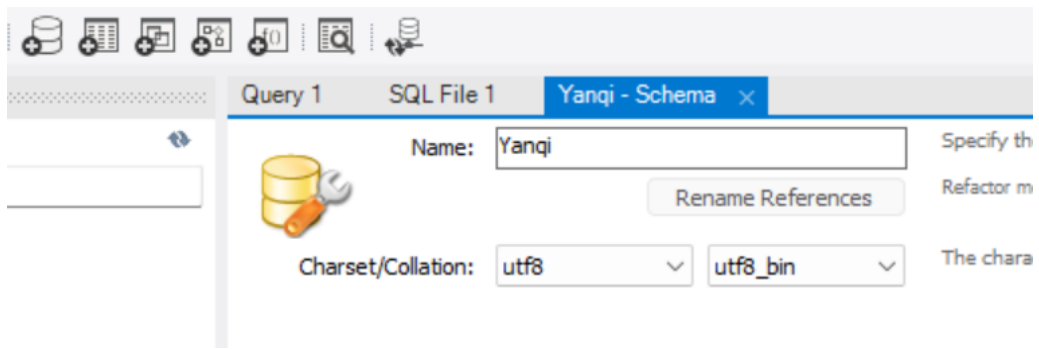 Query 1 SQL File 1 Yanqi - Schema ×
Name: Yanqi Specify th
Rename References Refactor m
Charset/Collation: utf8 utf8_bin The chara